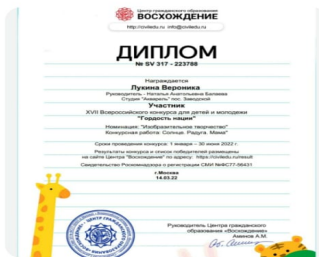 Центр гражданского образования
ВОСХОЖДЕНИЕ
http://civiledu.ru info@civiledu.ru
ДИПЛОМ
№ SV 317 - 223786
Награждается
Лукина Вероника
Руководитель - Наталья Анатольевна Баляева
Студия "Акварель" пос. Заводской
Участник
XVII Всероссийского конкурса для детей и молодежи
"Гордость нации"
Номинация: "Изобразительное творчество"
Конкурсная работа: Солнце. Радуга. Мама"
Сроки проведения конкурса: 1 января – 30 июня 2022 г.
Результаты конкурса и список победителей размещены
на сайте Центра "Восхождение" по адресу: https://civiledu.ru/result
Свидетельство Роскомнадзора о регистрации СМИ №ФС77-56431
г.Москва
14.03.22
Руководитель Центра гражданского
образования «Восхождение»
Аминов А.М.